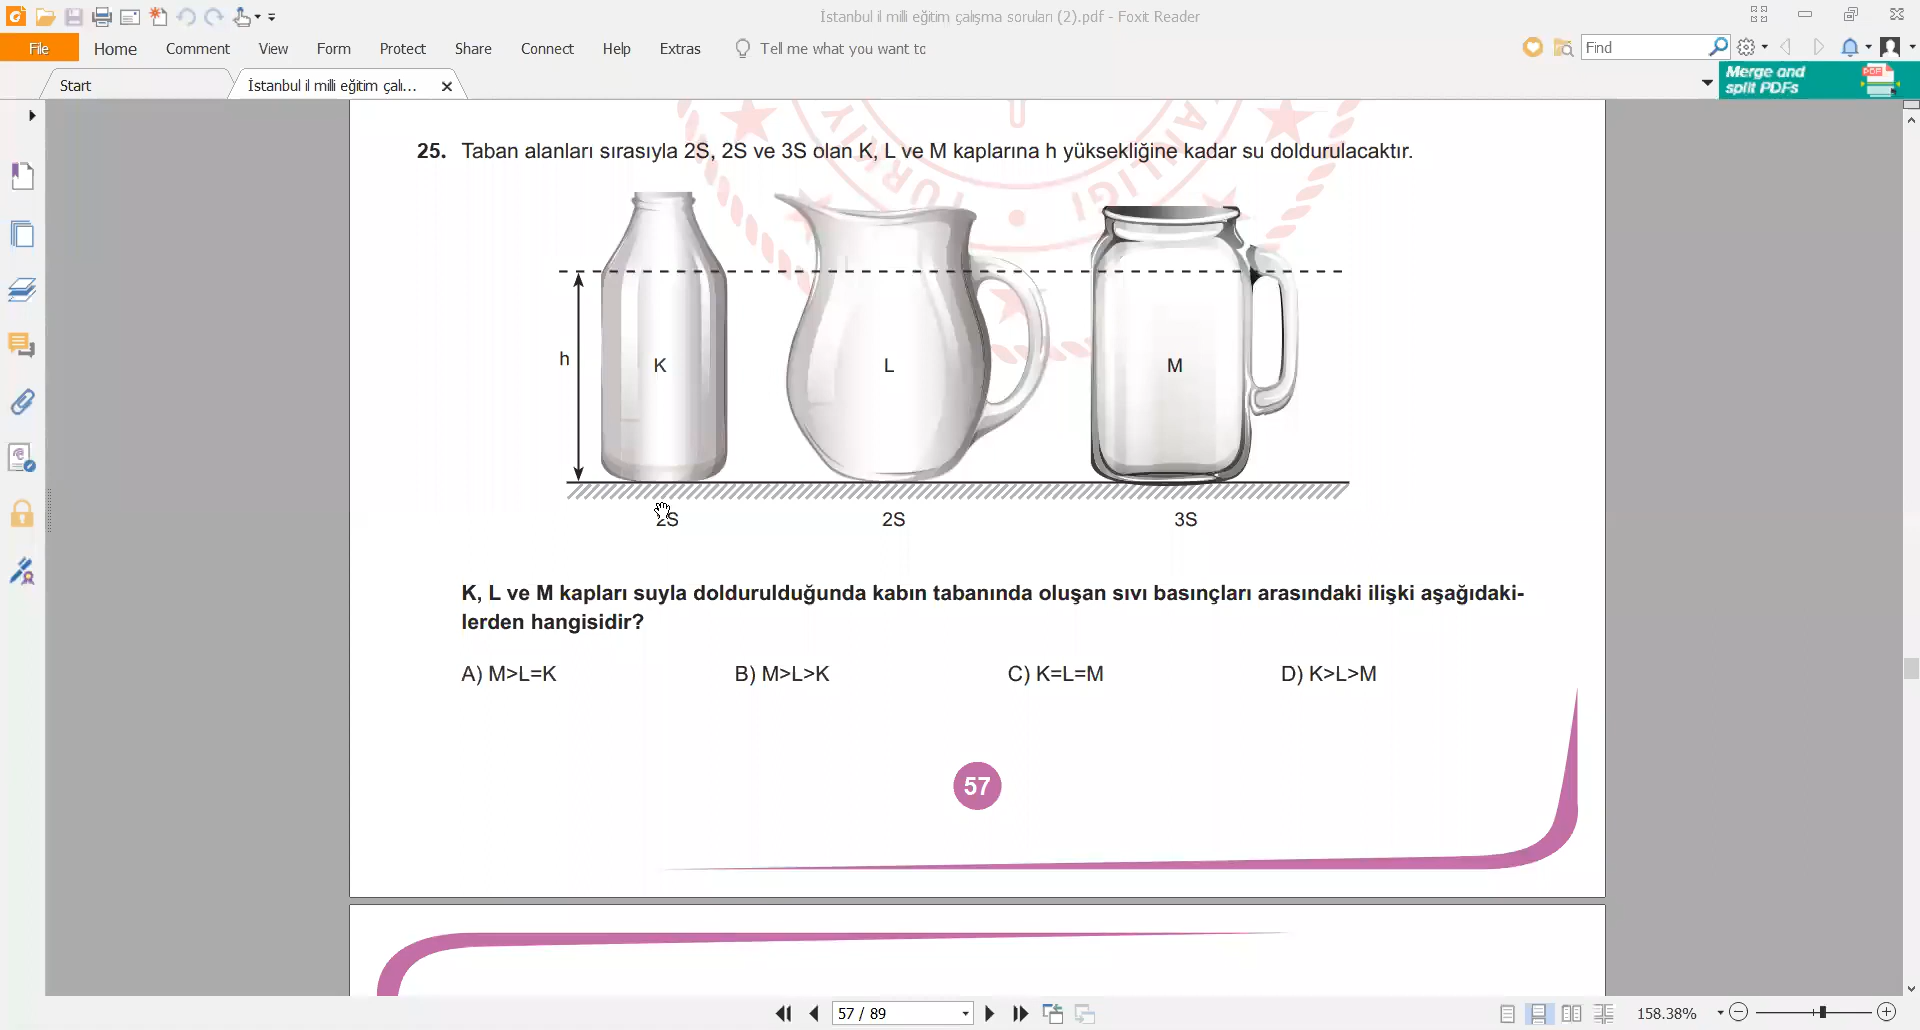 İstanbul il milli eğitim çalışma soruları (2).pdf - Foxit Reader
File Home Comment View Form Protect Share Connect Help Extras Tell me what you want to Find
Start İstanbul il milli eğitim çalı... Merge and split PDFs
PDF
25. Taban alanları sırasıyla 2S, 2S ve 3S olan K, L ve M kaplarına h yüksekliğine kadar su doldurulacaktır.
h K L M
2S 2S 3S
K, L ve M kapları suyla doldurulduğunda kabın tabanında oluşan sıvı basınçları arasındaki ilişki aşağıdaki-
lerden hangisidir?
A) M>L=K B) M>L>K C) K=L=M D) K>L>M
57
57 / 89 158.38%